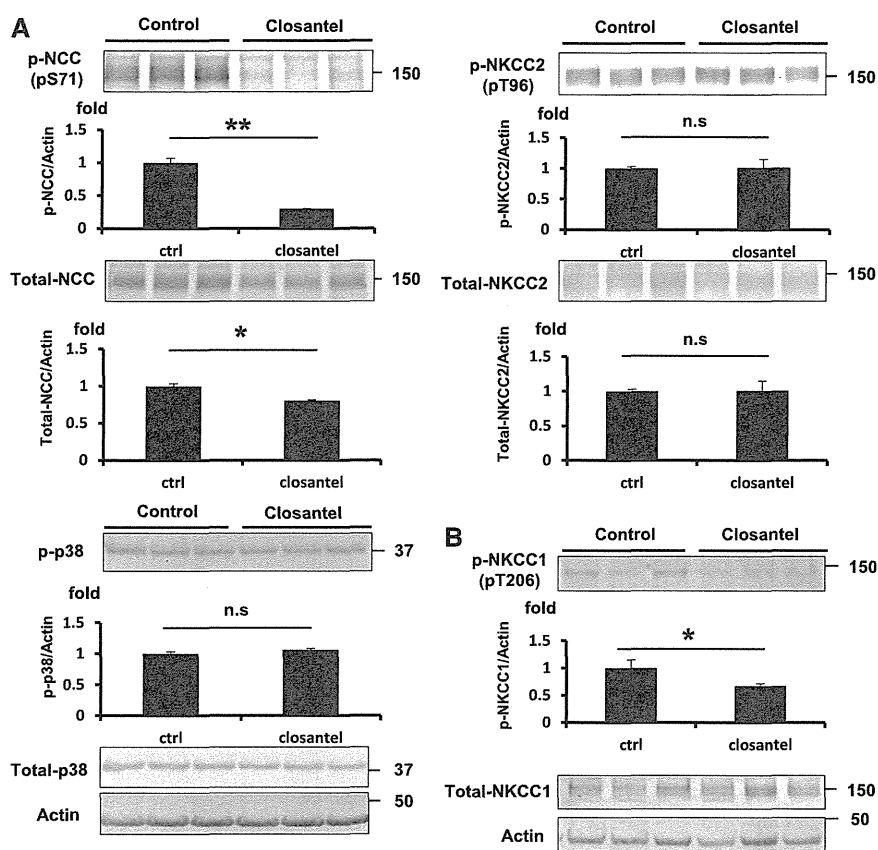 A
Control Closantel
p-NCC
(pS71)
150
fold
1.5
1
0.5
0
p-NCC/Actin
**
ctrl closantel
Total-NCC
150
fold
1.5
1
0.5
0
Total-NCC/Actin
*
ctrl closantel
Control Closantel
p-p38
37
fold
1.5
1
0.5
0
p-p38/Actin
n.s
ctrl closantel
Total-p38
37
50
Actin
Control Closantel
p-NKCC2
(pT96)
150
fold
1.5
1
0.5
0
p-NKCC2/Actin
n.s
ctrl closantel
Total-NKCC2
150
fold
1.5
1
0.5
0
Total-NKCC2/Actin
n.s
ctrl closantel
B
Control Closantel
p-NKCC1
(pT206)
150
fold
1.5
1
0.5
0
p-NKCC1/Actin
*
ctrl closantel
Total-NKCC1
150
50
Actin